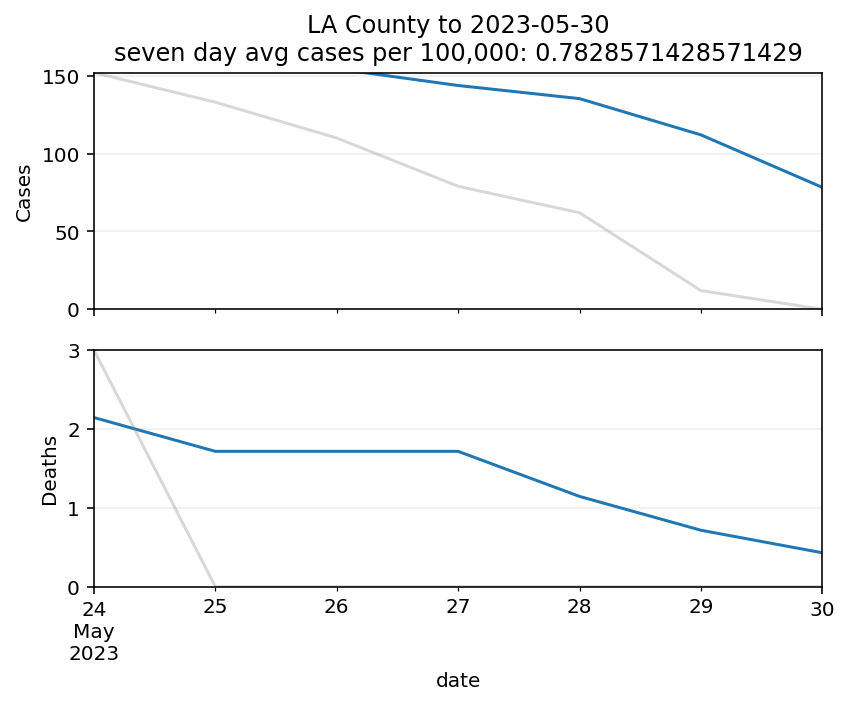 LA County to 2023-05-30
seven day avg cases per 100,000: 0.7828571428571429
150
100
50
0
Cases
3
2
1
0
Deaths
24 25 26 27 28 29 30
May
2023
date